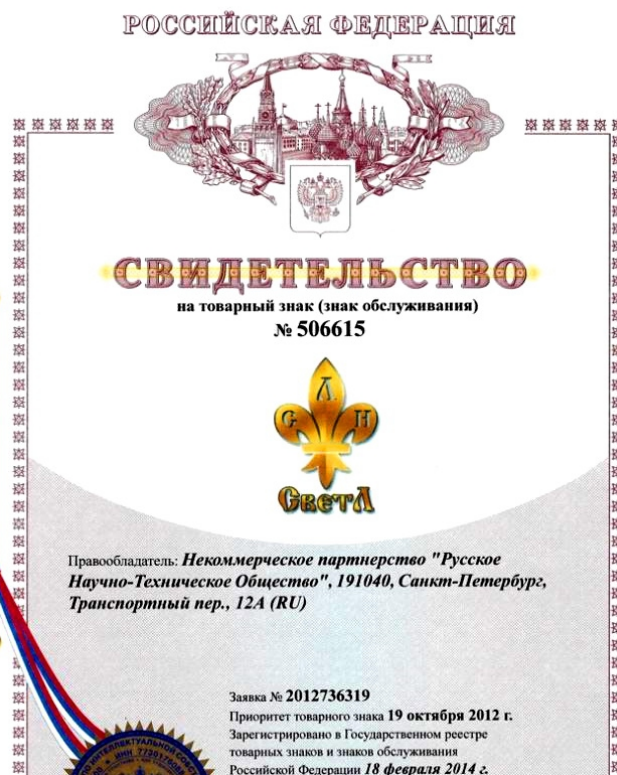 РОССИЙСКАЯ ФЕДЕРАЦИЯ
СВИДЕТЕЛЬСТВО
на товарный знак (знак обслуживания)
№ 506615
Л
С Н
СветЛ
Правообладатель: Некоммерческое партнерство "Русское
Научно-Техническое Общество", 191040, Санкт-Петербург,
Транспортный пер., 12А (RU)
Заявка № 2012736319
Приоритет товарного знака 19 октября 2012 г.
Зарегистрировано в Государственном реестре
товарных знаков и знаков обслуживания
Российской Федерации 18 февраля 2014 г.